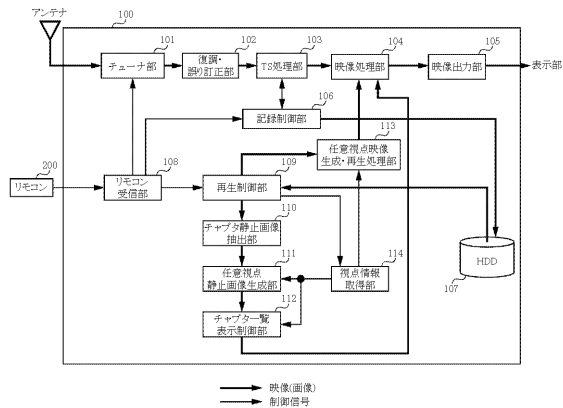 アンテナ
100
101
チューナ部
102
復調・
誤り訂正部
103
TS処理部
104
映像処理部
105
映像出力部
表示部
106
記録制御部
113
任意視点映像
生成・再生処理部
200
リモコン
108
リモコン
受信部
109
再生制御部
110
チャプタ静止画像
抽出部
111
任意視点
静止画像生成部
114
視点情報
取得部
HDD
107
112
チャプタ一覧
表示制御部
映像(画像)
制御信号